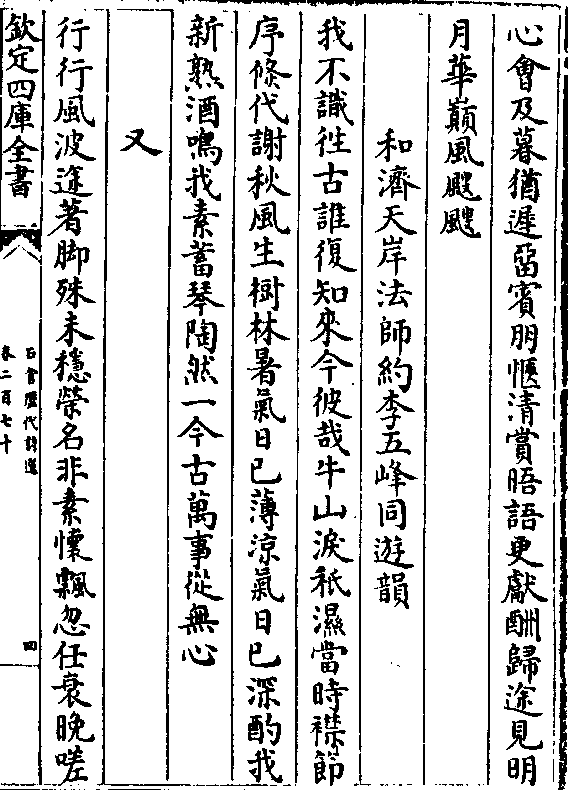 心會及暮猶遲留賓朋愜清賞晤語更獻酬歸途見明
月華巔風颼颼
和濟天岸法師約李五峰同遊韻
我不識徃古誰復知來今彼哉牛山淚秖濕當時襟節
序倏代謝秋風生樹林暑氣日已薄涼氣日已深酌我
新熟酒鳴我素蓄琴陶然一今古萬事從無心
又
行行風波途著脚殊未穩榮名非素懷飄忽任衰晚嗟
欽定四庫全書
石倉歷代詩選
卷二百七十
四